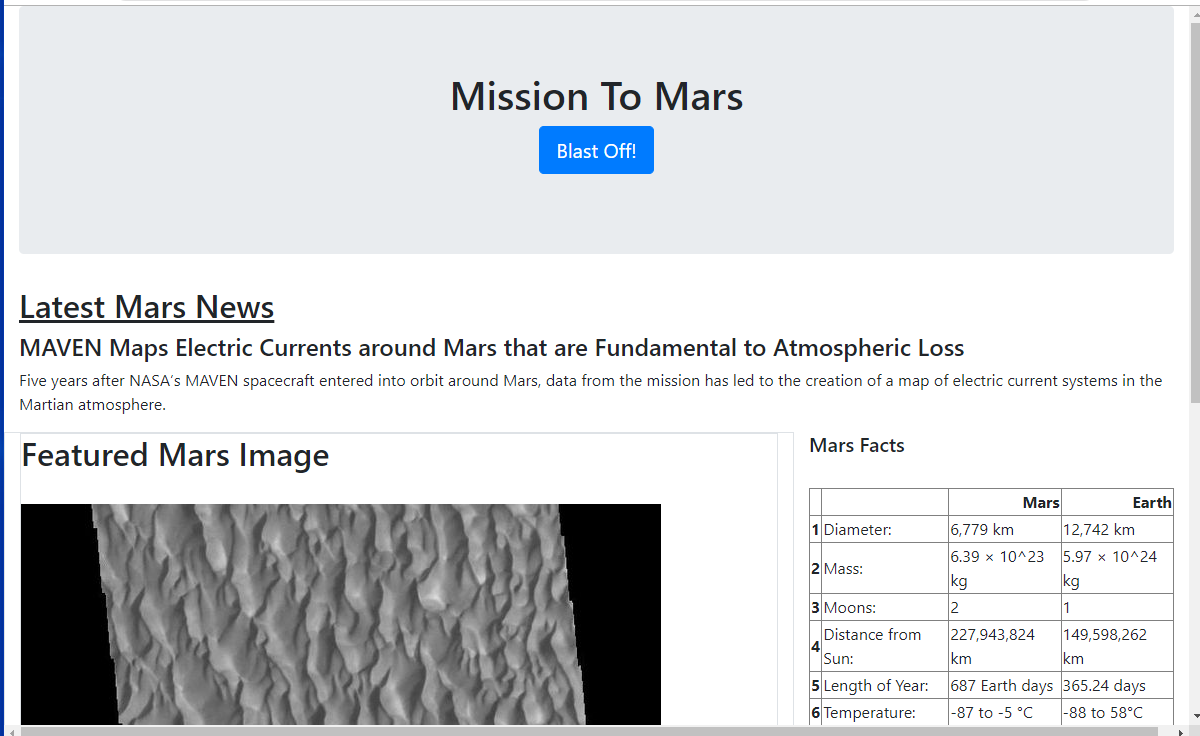 Mission To Mars
Blast Off!
Latest Mars News
MAVEN Maps Electric Currents around Mars that are Fundamental to Atmospheric Loss
Five years after NASA's MAVEN spacecraft entered into orbit around Mars, data from the mission has led to the creation of a map of electric current systems in the
Martian atmosphere.
Featured Mars Image
Mars Facts
Mars Earth
1 Diameter: 6,779 km 12,742 km
2 Mass: 6.39 × 10^23 kg 5.97 × 10^24 kg
3 Moons: 2 1
4 Distance from Sun: 227,943,824 km 149,598,262 km
5 Length of Year: 687 Earth days 365.24 days
6 Temperature: -87 to -5 °C -88 to 58°C